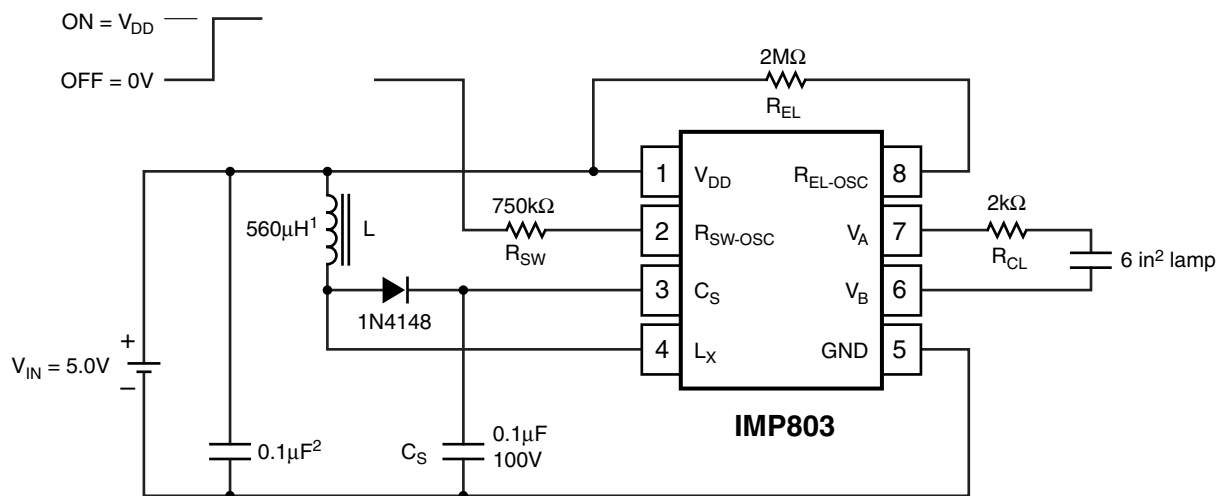 ON = V_DD
OFF = 0V
2MΩ
R_EL
1
V_DD
R_EL-OSC
8
560μH¹
L
750kΩ
R_SW
2
R_SW-OSC
V_A
7
2kΩ
R_CL
3
C_S
V_B
6
6 in² lamp
1N4148
4
L_X
GND
5
+
V_IN = 5.0V
–
IMP803
0.1μF²
C_S
0.1μF
100V